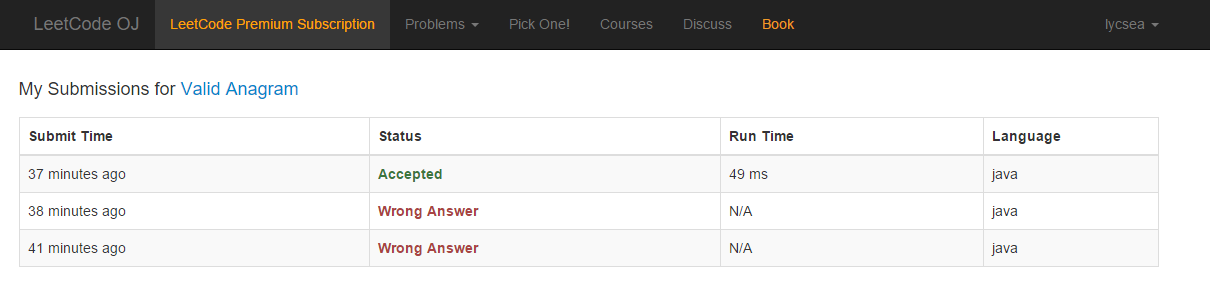 LeetCode OJ LeetCode Premium Subscription Problems Pick One! Courses Discuss Book lycsea
My Submissions for Valid Anagram
Submit Time Status Run Time Language
37 minutes ago Accepted 49 ms java
38 minutes ago Wrong Answer N/A java
41 minutes ago Wrong Answer N/A java